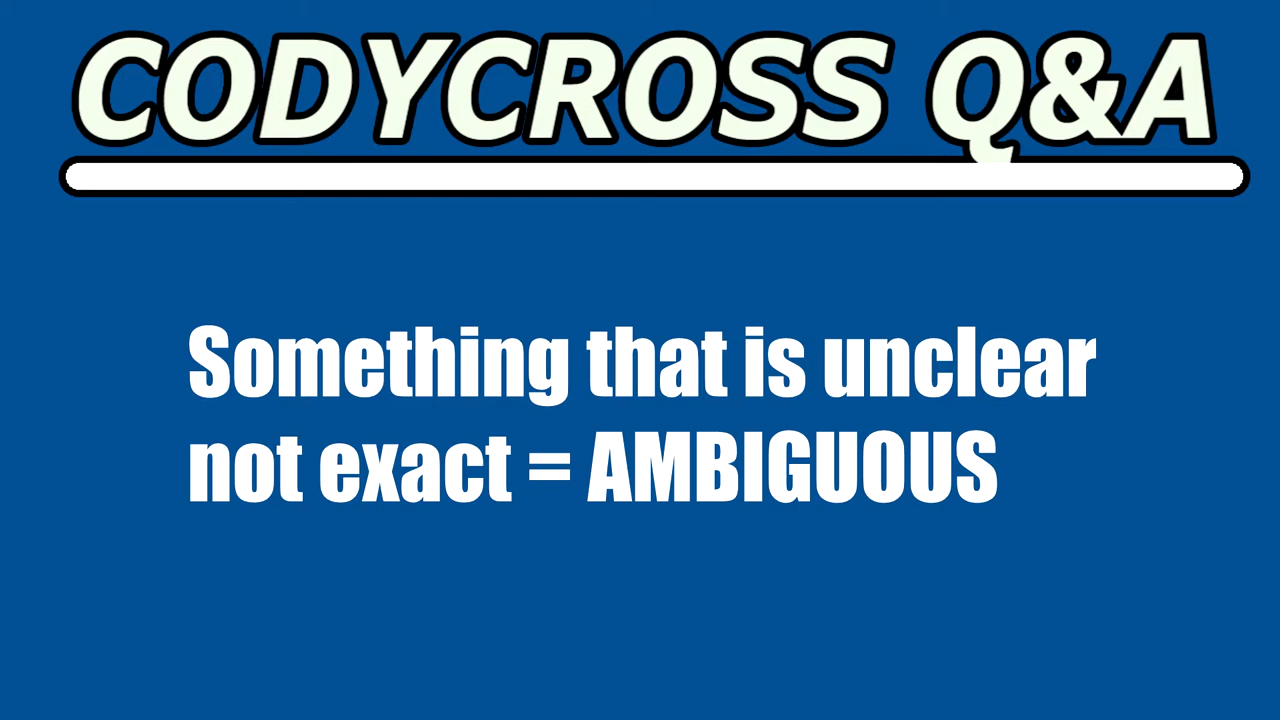 CODYCROSS Q&A
Something that is unclear
not exact = AMBIGUOUS